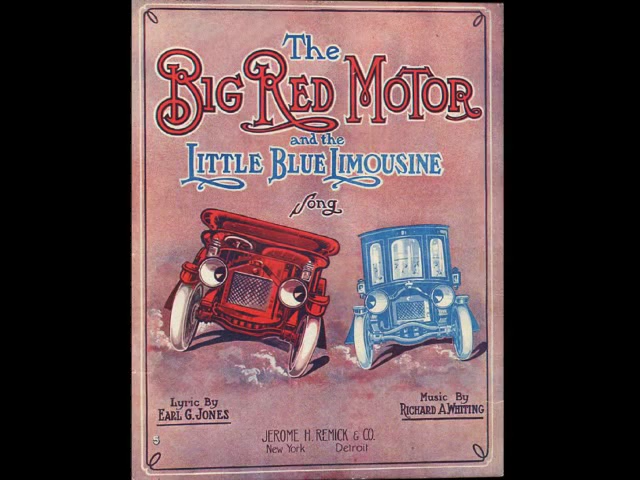 The
Big Red Motor
and the
Little Blue Limousine
Song
Lyric By
Earl G. Jones
Music By
Richard A. Whiting
Jerome H. Remick & Co.
New York Detroit
5